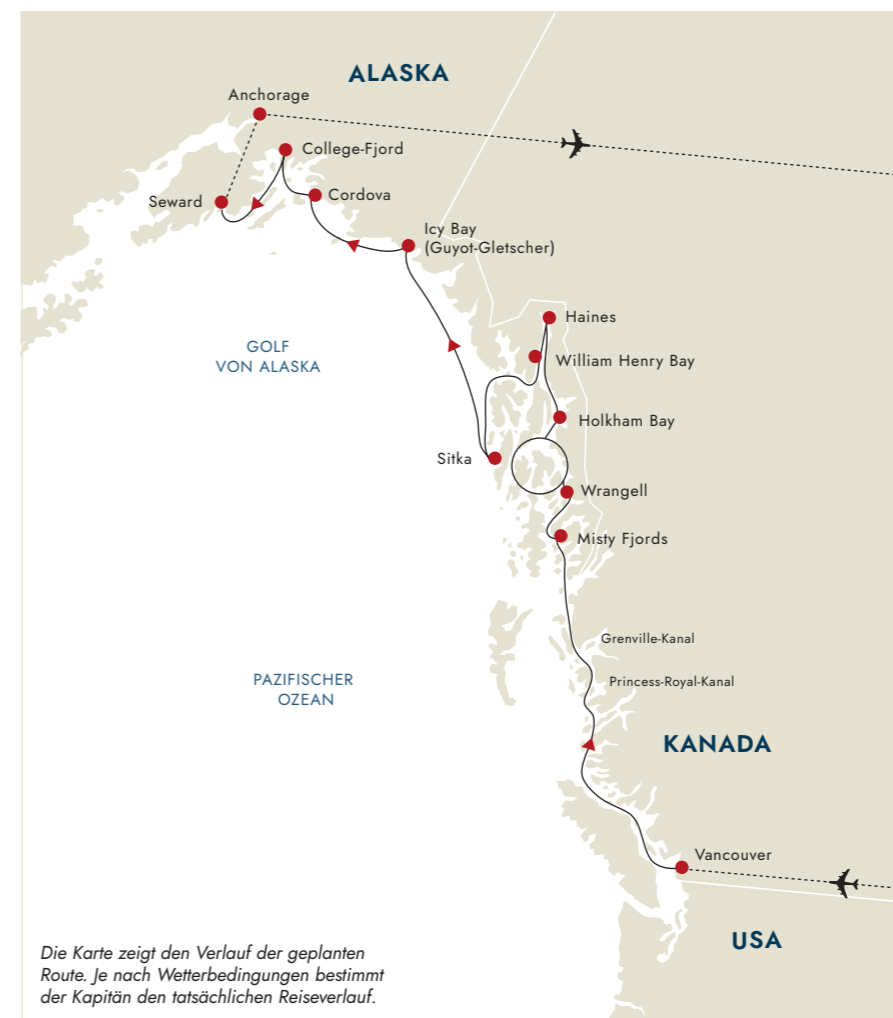 ALASKA
Anchorage
College-Fjord
Cordova
Seward
Icy Bay
(Guyot-Gletscher)
Haines
GOLF
VON ALASKA
William Henry Bay
Holkham Bay
Sitka
Wrangell
Misty Fjords
Grenville-Kanal
PAZIFISCHER
OZEAN
Princess-Royal-Kanal
KANADA
Vancouver
USA
Die Karte zeigt den Verlauf der geplanten
Route. Je nach Wetterbedingungen bestimmt
der Kapitän den tatsächlichen Reiseverlauf.